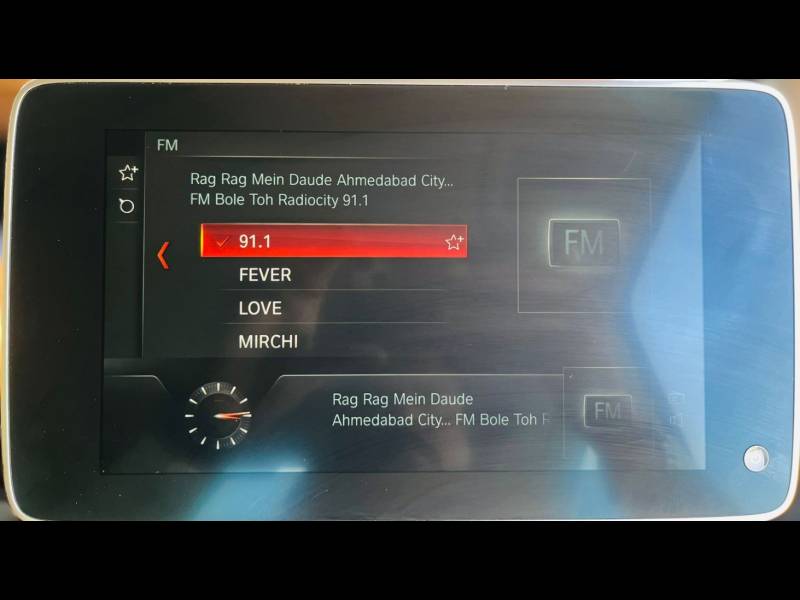 FM
Rag Rag Mein Daude Ahmedabad City...
FM Bole Toh Radiocity 91.1
91.1
FEVER
LOVE
MIRCHI
FM
Rag Rag Mein Daude
Ahmedabad City... FM Bole Toh
FM